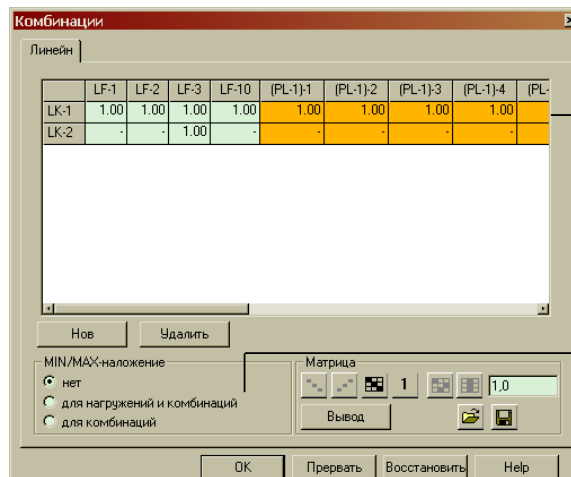 Комбинации
Линейн
LF-1 LF-2 LF-3 LF-10 (PL-1)-1 (PL-1)-2 (PL-1)-3 (PL-1)-4 (PL-
LK-1 1.00 1.00 1.00 1.00 1.00 1.00 1.00 1.00
LK-2 - - 1.00 - - - - -
Нов Удалить
MIN/MAX-наложение
нет
для нагружений и комбинаций
для комбинаций
Матрица
1 1,0
Вывод
OK Прервать Восстановить Help